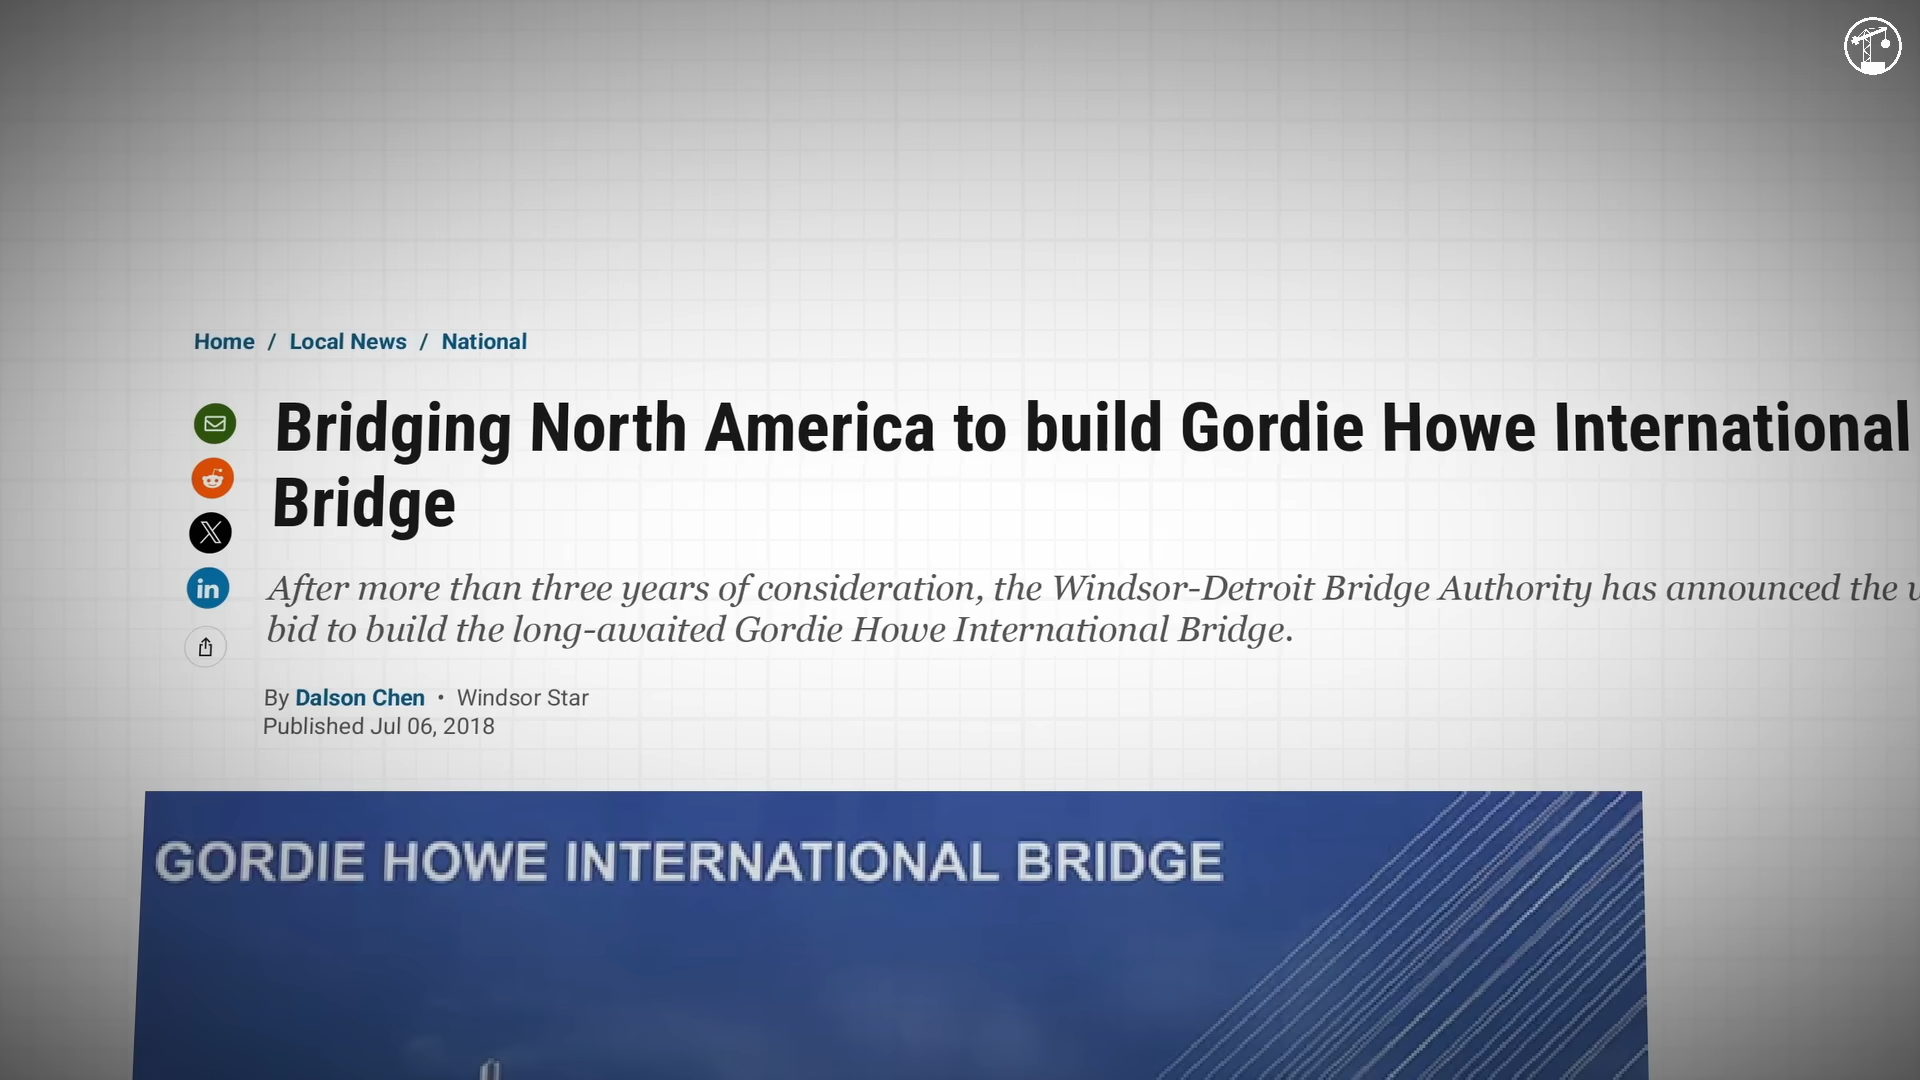 Home / Local News / National
Bridging North America to build Gordie Howe International
Bridge
After more than three years of consideration, the Windsor-Detroit Bridge Authority has announced the
bid to build the long-awaited Gordie Howe International Bridge.
By Dalson Chen • Windsor Star
Published Jul 06, 2018
GORDIE HOWE INTERNATIONAL BRIDGE